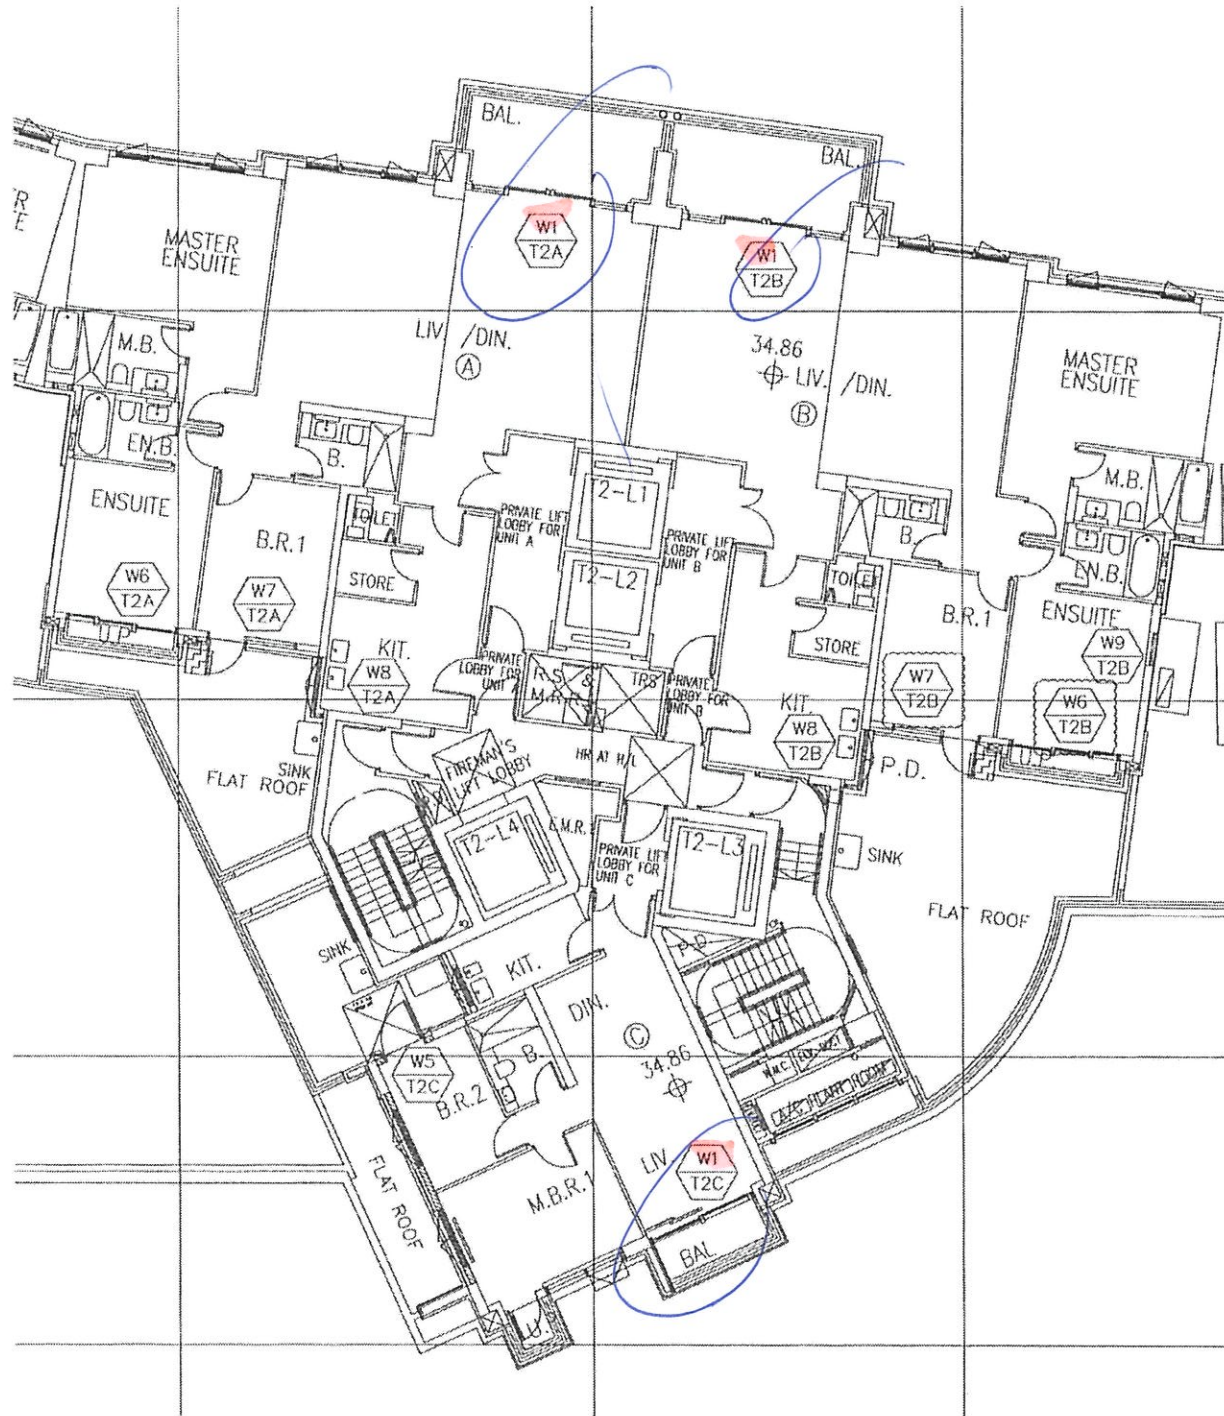 BAL.
BAL.
W1
T2A
W1
T2B
MASTER
ENSUITE
LIV. /DIN.
A
34.86
LIV. /DIN.
B
MASTER
ENSUITE
M.B.
EN.B.
B.
ENSUITE
B.R.1
TOILET
STORE
T2-L1
PRIVATE LIFT
LOBBY FOR
UNIT A
PRIVATE LIFT
LOBBY FOR
UNIT B
T2-L2
M.B.
B.
EN.B.
TOILET
STORE
B.R.1
ENSUITE
W6
T2A
W7
T2A
U.P.
KIT.
W8
T2A
PRIVATE
LOBBY FOR
UNIT A
TRS
PRIVATE
LOBBY FOR
UNIT B
KIT.
W8
T2B
W7
T2B
W9
T2B
W6
T2B
U.P.
P.D.
SINK
FLAT ROOF
FIREMAN'S
LIFT LOBBY
HR AT H/L
T2-L4
E.M.R.
PRIVATE LIFT
LOBBY FOR
UNIT C
T2-L3
SINK
FLAT ROOF
SINK
KIT.
DIN.
P.D.
C
34.86
W.M.C.
W5
T2C
B.R.2
B.
LIV.
W1
T2C
M.B.R.1
FLAT ROOF
BAL.